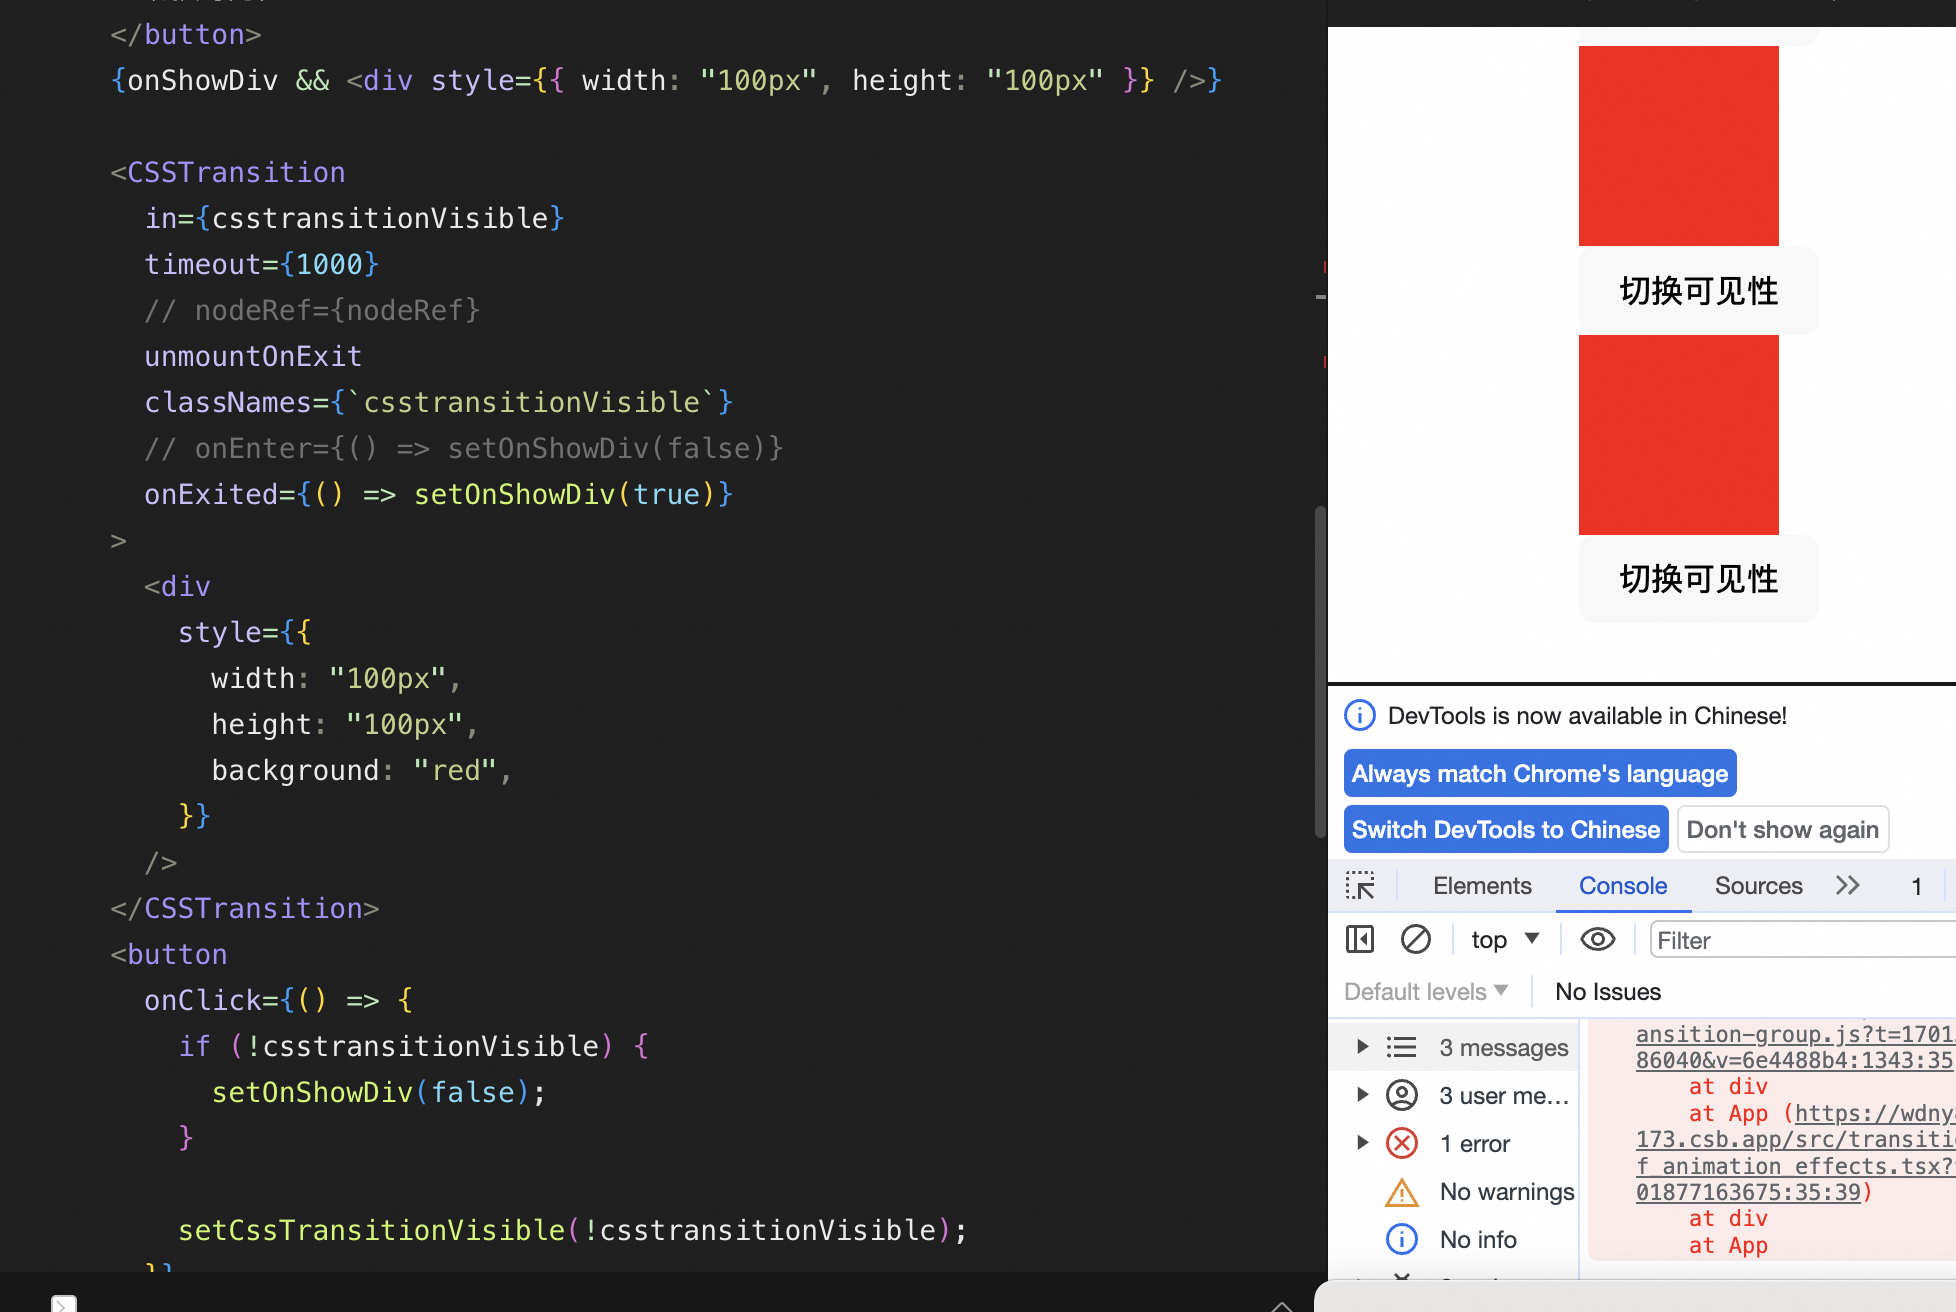 </button>
{onShowDiv && <div style={{ width: "100px", height: "100px" }} />}
<CSSTransition
in={csstransitionVisible}
timeout={1000}
// nodeRef={nodeRef}
unmountOnExit
classNames={`csstransitionVisible`}
// onEnter={() => setOnShowDiv(false)}
onExited={() => setOnShowDiv(true)}
>
<div
style={{
width: "100px",
height: "100px",
background: "red",
}}
/>
</CSSTransition>
<button
onClick={() => {
if (!csstransitionVisible) {
setOnShowDiv(false);
}
setCssTransitionVisible(!csstransitionVisible);
切换可见性
切换可见性
DevTools is now available in Chinese!
Always match Chrome's language
Switch DevTools to Chinese
Don't show again
Elements Console Sources 1
top Filter
Default levels No Issues
3 messages
3 user me…
1 error
No warnings
No info
ansition-group.js?t=1701
86040&v=6e4488b4:1343:35
at div
at App (https://wdny
173.csb.app/src/transiti
f_animation_effects.tsx?
01877163675:35:39)
at div
at App